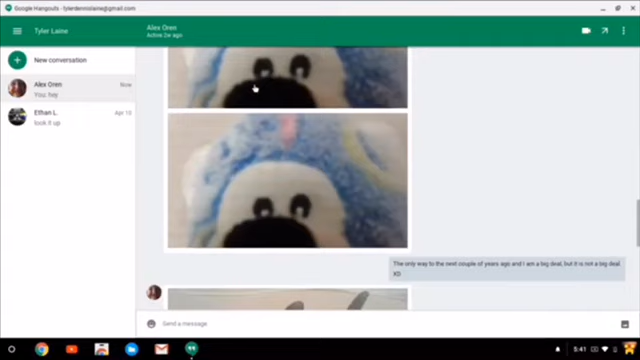 Google Hangouts - tylerdennislaine@gmail.com
Tyler Laine
Alex Oren
Active 2w ago
New conversation
Alex Oren
Now
You: hey
Ethan L.
Apr 13
look it up
The only way to the next couple of years ago and I am a big deal, but it is not a big deal
XD
Send a message
5:41